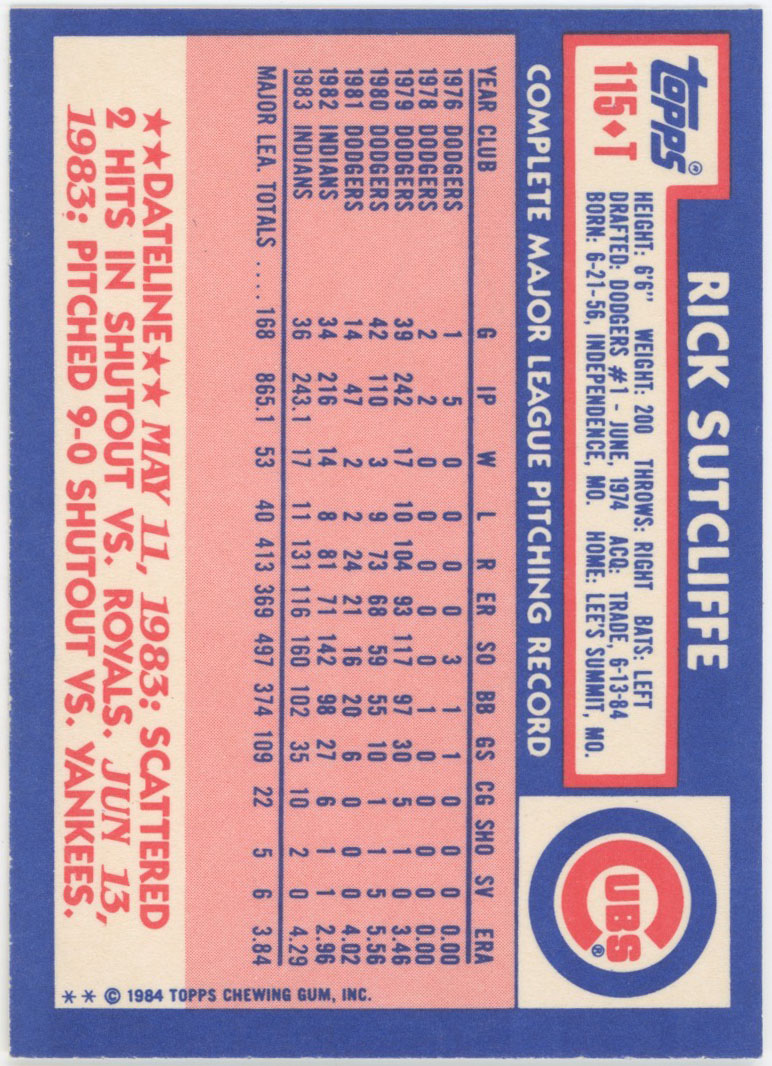 topps®
115♦T
RICK SUTCLIFFE
HEIGHT: 6'6" WEIGHT: 200 THROWS: RIGHT BATS: LEFT
DRAFTED: DODGERS #1 - JUNE, 1974 ACQ: TRADE, 6-13-84
BORN: 6-21-56, INDEPENDENCE, MO. HOME: LEE'S SUMMIT, MO.
CUBS®
COMPLETE MAJOR LEAGUE PITCHING RECORD
YEAR CLUB G IP W L R ER SO BB GS CG SHO SV ERA
1976 DODGERS 1 5 0 0 0 0 3 1 1 0 0 0 0.00
1978 DODGERS 2 2 0 0 0 0 0 1 0 0 0 0 0.00
1979 DODGERS 39 242 17 10 104 93 117 97 30 5 1 0 3.46
1980 DODGERS 42 110 3 9 73 68 59 55 10 1 1 5 5.56
1981 DODGERS 14 47 2 2 24 21 16 20 6 0 0 0 4.02
1982 INDIANS 34 216 14 8 81 71 142 98 27 6 1 1 2.96
1983 INDIANS 36 243.1 17 11 131 116 160 102 35 10 2 0 4.29
MAJOR LEA. TOTALS .... 168 865.1 53 40 413 369 497 374 109 22 5 6 3.84
★★DATELINE★★ MAY 11, 1983: SCATTERED
2 HITS IN SHUTOUT VS. ROYALS. JUN 13,
1983: PITCHED 9-0 SHUTOUT VS. YANKEES.
** © 1984 TOPPS CHEWING GUM, INC.